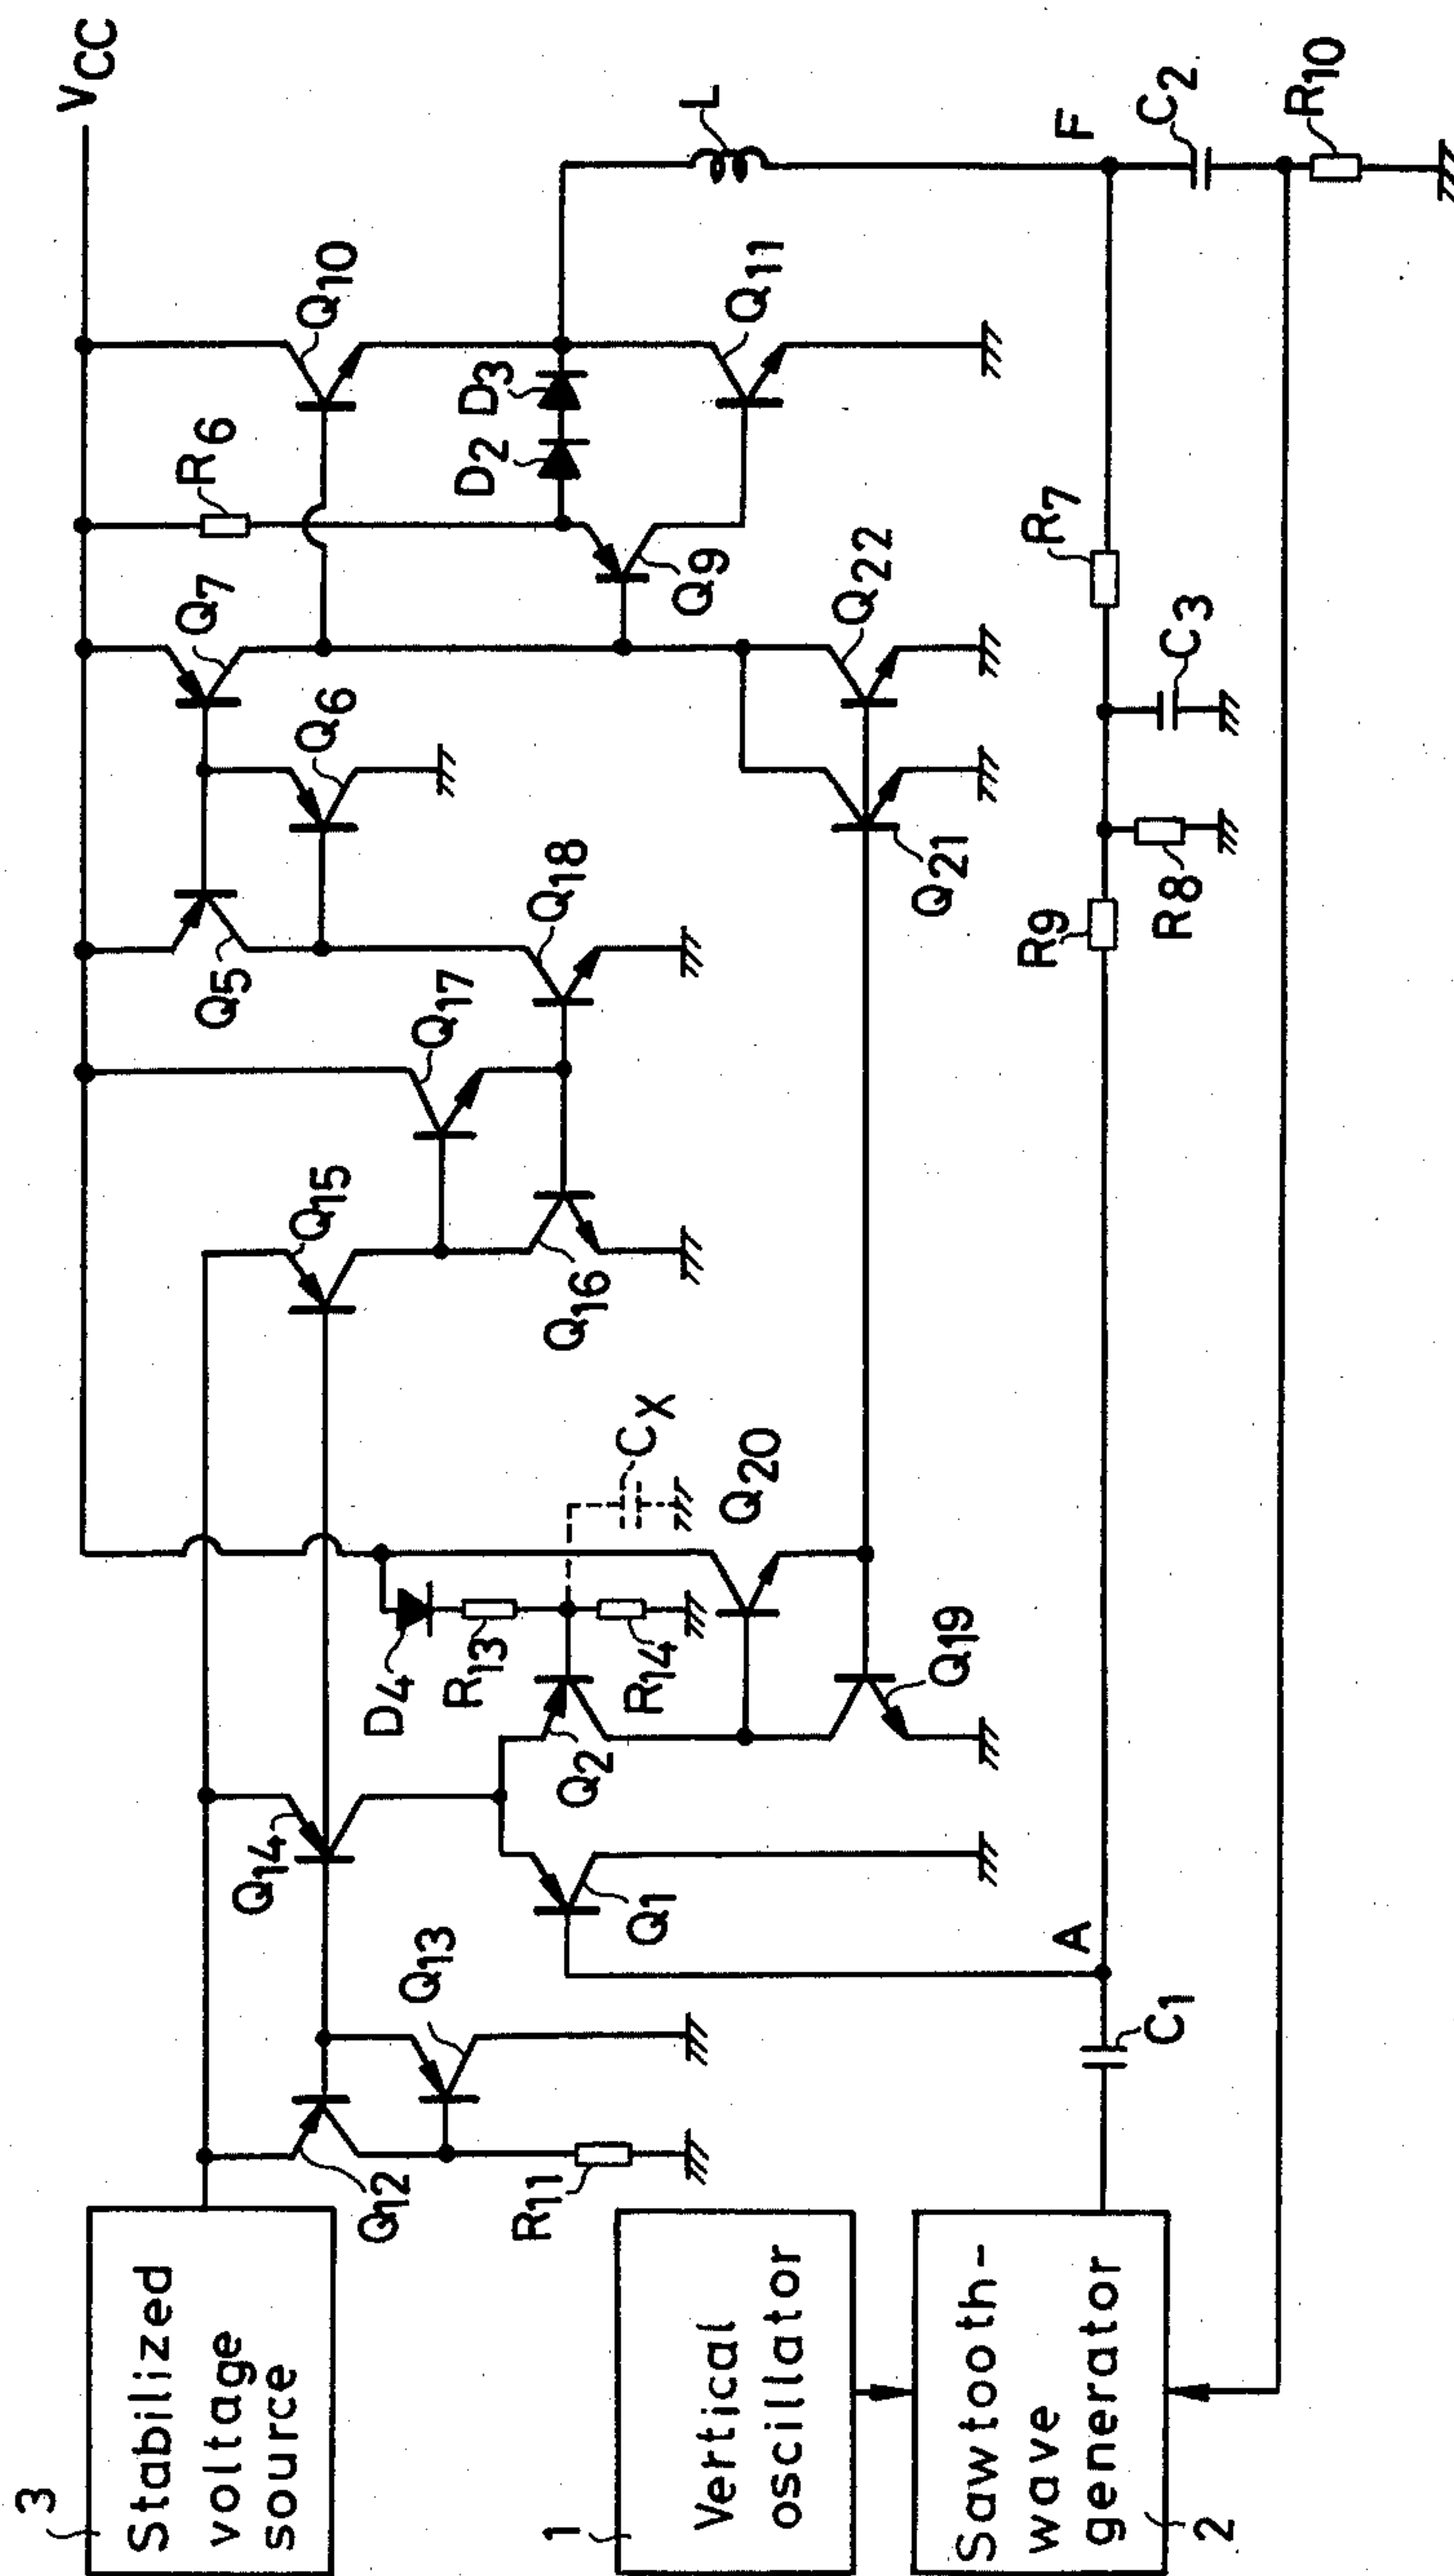 3
Stabilized
voltage
source
1
Vertical
oscillator
2
Sawtooth-
wave
generator
VCC
Q12
R11
Q13
Q14
Q1
Q2
D4
R13
R14
CX
Q19
Q20
Q15
Q16
Q17
Q18
Q5
Q6
Q7
R6
D2
D3
Q9
Q10
Q11
Q21
Q22
L
F
C2
R10
R7
C3
R8
R9
A
C1